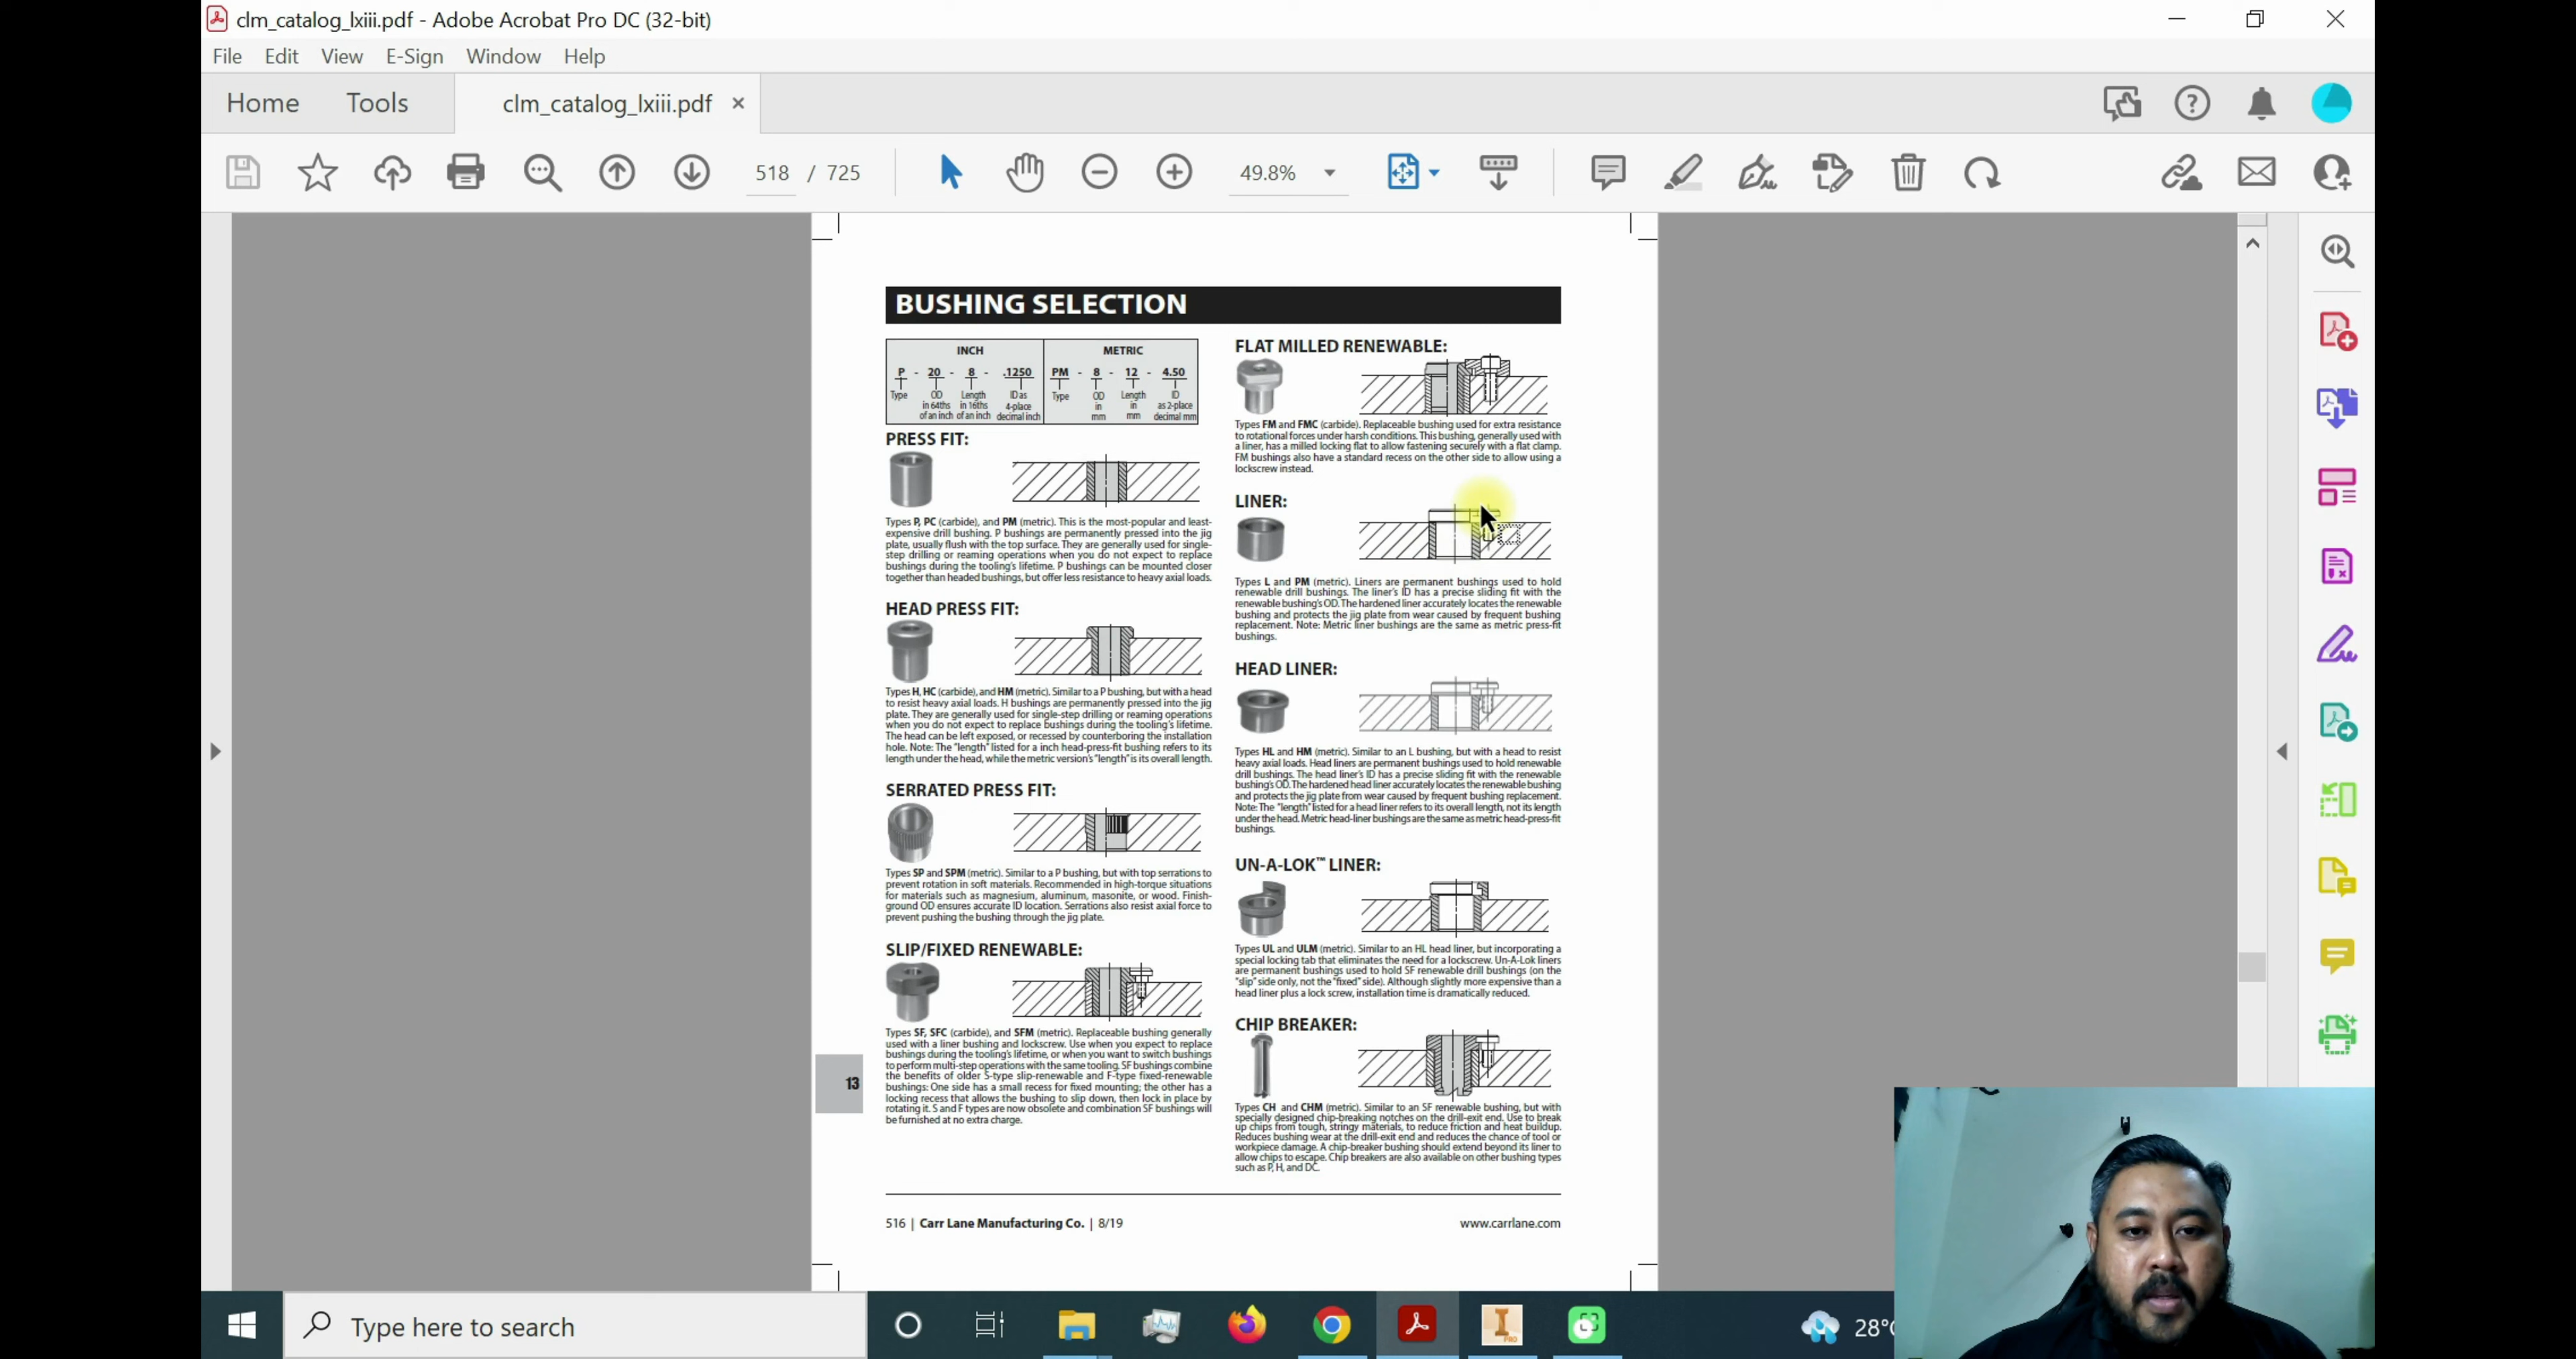 clm_catalog_lxiii.pdf - Adobe Acrobat Pro DC (32-bit)
File Edit View E-Sign Window Help
Home Tools clm_catalog_lxiii.pdf ×
518 / 725 49.8%
BUSHING SELECTION
INCH METRIC
P - 20 - 8 - .1250 PM - 8 - 12 - 4.50
Type OD Length ID as Type OD Length ID
in 64ths in 16ths 4-place in in as 2-place
of an inch of an inch decimal inch mm mm decimal mm
PRESS FIT:
Types P, PC (carbide), and PM (metric). This is the most-popular and least-
expensive drill bushing. P bushings are permanently pressed into the jig
plate, usually flush with the top surface. They are generally used for single-
step drilling or reaming operations when you do not expect to replace
bushings during the tooling's lifetime. P bushings can be mounted closer
together than headed bushings, but offer less resistance to heavy axial loads.
HEAD PRESS FIT:
Types H, HC (carbide), and HM (metric). Similar to a P bushing, but with a head
to resist heavy axial loads. H bushings are permanently pressed into the jig
plate. They are generally used for single-step drilling or reaming operations
when you do not expect to replace bushings during the tooling's lifetime.
The head can be left exposed, or recessed by counterboring the installation
hole. Note: The "length" listed for a inch head-press-fit bushing refers to its
length under the head, while the metric version's "length" is its overall length.
SERRATED PRESS FIT:
Types SP and SPM (metric). Similar to a P bushing, but with top serrations to
prevent rotation in soft materials. Recommended in high-torque situations
for materials such as magnesium, aluminum, masonite, or wood. Finish-
ground OD ensures accurate ID location. Serrations also resist axial force to
prevent pushing the bushing through the jig plate.
SLIP/FIXED RENEWABLE:
Types SF, SFC (carbide), and SFM (metric). Replaceable bushing generally
used with a liner bushing and lockscrew. Use when you expect to replace
bushings during the tooling's lifetime, or when you want to switch bushings
to perform multi-step operations with the same tooling. SF bushings combine
the benefits of older S-type slip-renewable and F-type fixed-renewable
bushings: One side has a small recess for fixed mounting; the other has a
locking recess that allows the bushing to slip down, then lock in place by
rotating it. S and F types are now obsolete and combination SF bushings will
be furnished at no extra charge.
FLAT MILLED RENEWABLE:
Types FM and FMC (carbide). Replaceable bushing used for extra resistance
to rotational forces under harsh conditions. This bushing, generally used with
a liner, has a milled locking flat to allow fastening securely with a flat clamp.
FM bushings also have a standard recess on the other side to allow using a
lockscrew instead.
LINER:
Types L and PM (metric). Liners are permanent bushings used to hold
renewable drill bushings. The liner's ID has a precise sliding fit with the
renewable bushing's OD. The hardened liner accurately locates the renewable
bushing and protects the jig plate from wear caused by frequent bushing
replacement. Note: Metric liner bushings are the same as metric press-fit
bushings.
HEAD LINER:
Types HL and HM (metric). Similar to an L bushing, but with a head to resist
heavy axial loads. Head liners are permanent bushings used to hold renewable
drill bushings. The head liner's ID has a precise sliding fit with the renewable
bushing's OD. The hardened head liner accurately locates the renewable bushing
and protects the jig plate from wear caused by frequent bushing replacement.
Note: The "length" listed for a head liner refers to its overall length, not its length
under the head. Metric head-liner bushings are the same as metric head-press-fit
bushings.
UN-A-LOK™ LINER:
Types UL and ULM (metric). Similar to an HL head liner, but incorporating a
special locking tab that eliminates the need for a lockscrew. Un-A-Lok liners
are permanent bushings used to hold SF renewable drill bushings (on the
"slip" side only, not the "fixed" side). Although slightly more expensive than a
head liner plus a lock screw, installation time is dramatically reduced.
CHIP BREAKER:
Types CH and CHM (metric). Similar to an SF renewable bushing, but with
specially designed chip-breaking notches on the drill-exit end. Use to break
up chips from tough, stringy materials, to reduce friction and heat buildup.
Reduces bushing wear at the drill-exit end and reduces the chance of tool or
workpiece damage. A chip-breaker bushing should extend beyond its liner to
allow chips to escape. Chip breakers are also available on other bushing types
such as P, H, and DC.
13
516 | Carr Lane Manufacturing Co. | 8/19 www.carrlane.com
Type here to search
I PRO
28°